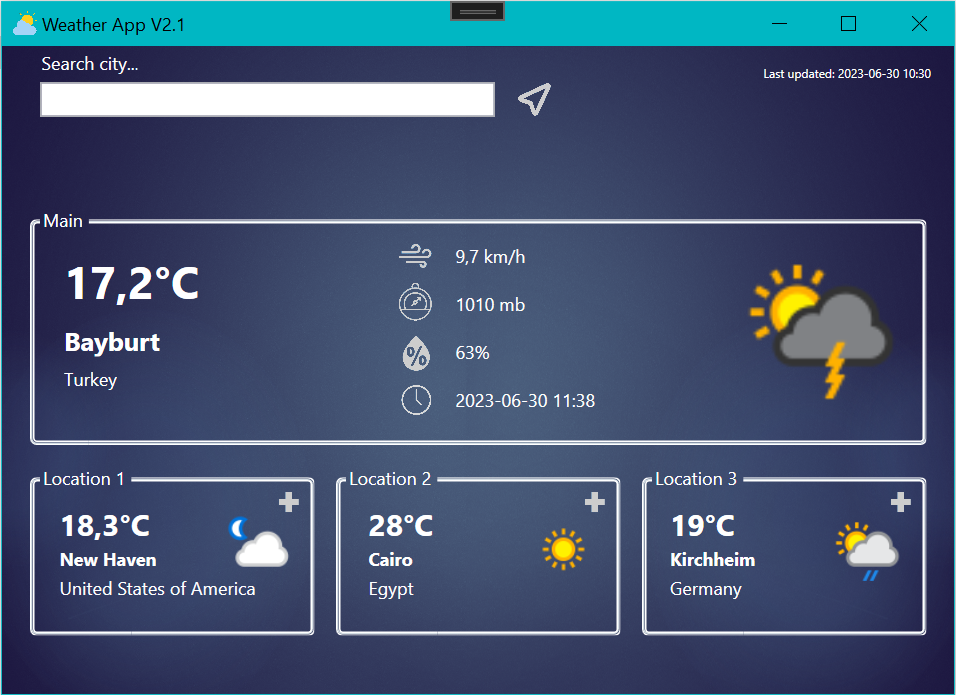 Weather App V2.1
Search city...
Last updated: 2023-06-30 10:30
Main
17,2°C
Bayburt
Turkey
9,7 km/h
1010 mb
%
63%
2023-06-30 11:38
Location 1
18,3°C
New Haven
United States of America
Location 2
28°C
Cairo
Egypt
Location 3
19°C
Kirchheim
Germany